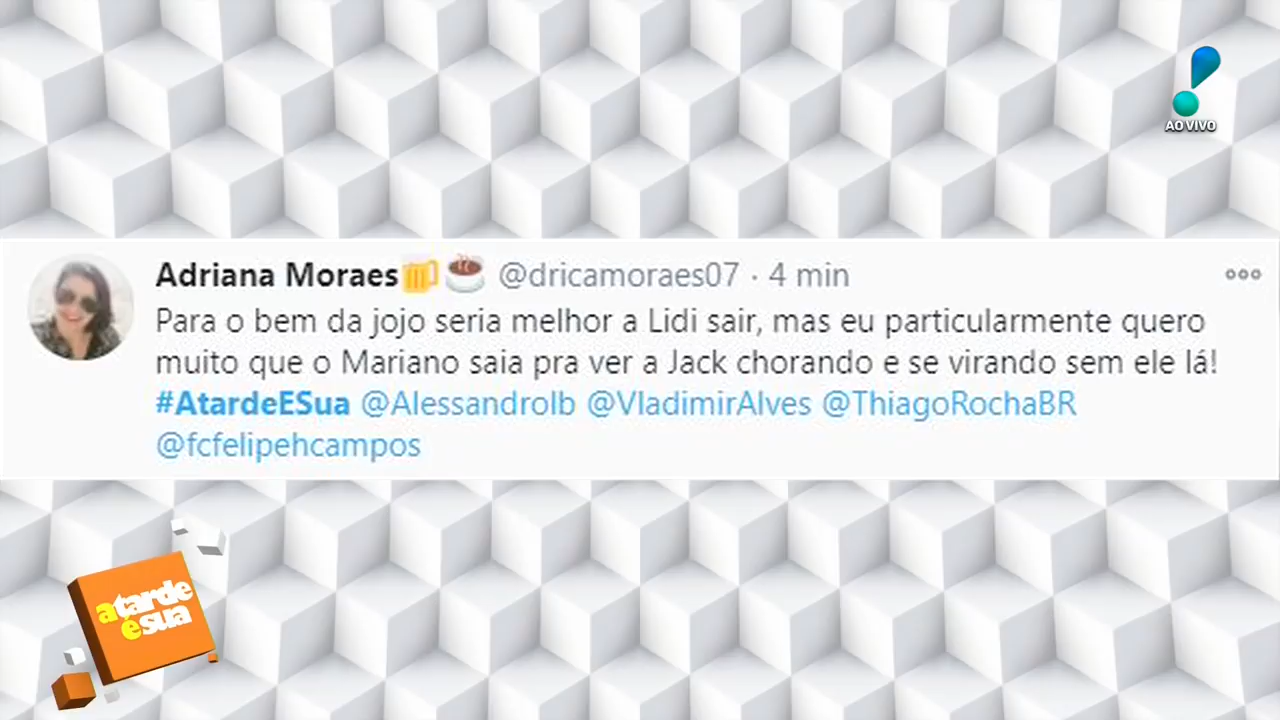 AO VIVO
Adriana Moraes🍺☕ @dricamoraes07 · 4 min
Para o bem da jojo seria melhor a Lidi sair, mas eu particularmente quero
muito que o Mariano saia pra ver a Jack chorando e se virando sem ele lá!
#AtardeESua @Alessandrolb @VladimirAlves @ThiagoRochaBR
@fcfelipehcampos
a tarde
é sua